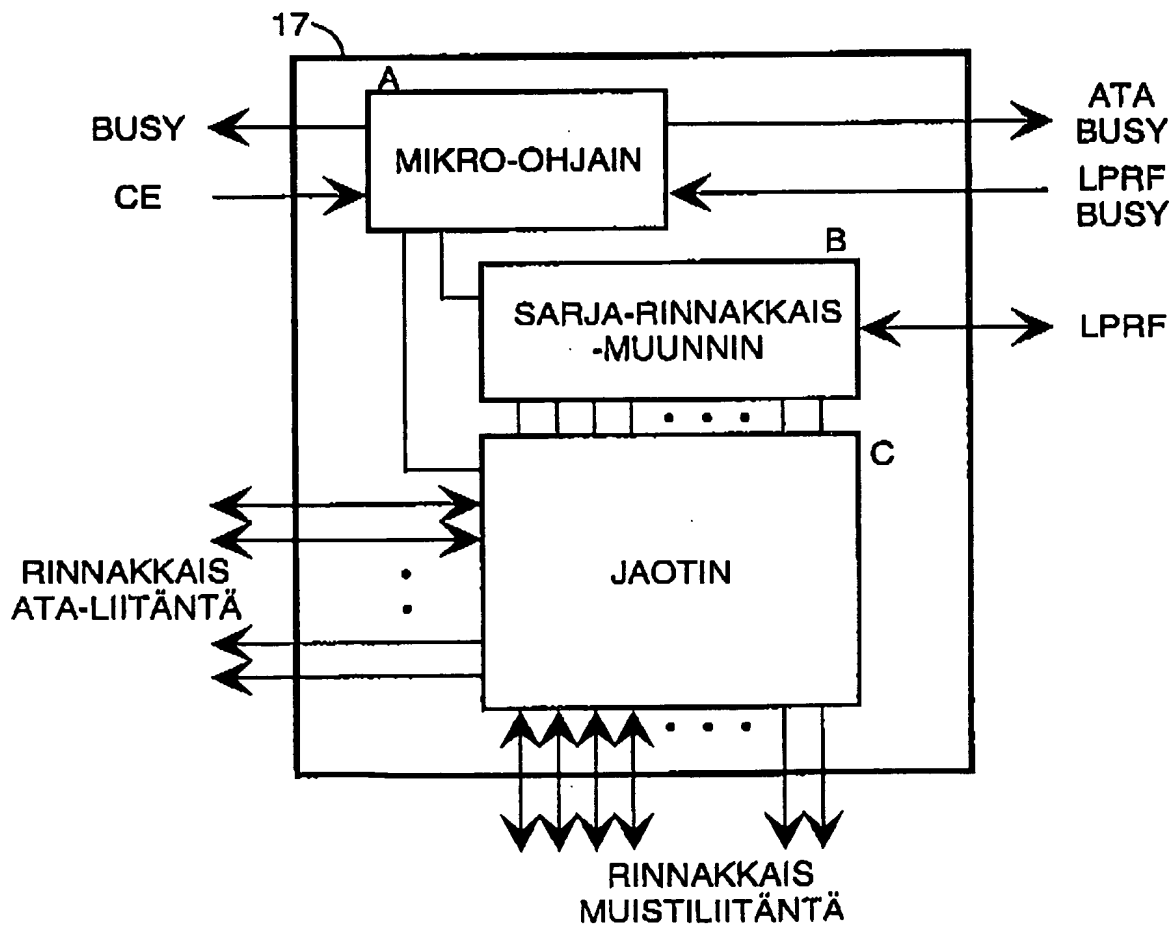 17
A
BUSY
MIKRO-OHJAIN
ATA
BUSY
CE
LPRF
BUSY
B
SARJA-RINNAKKAIS
-MUUNNIN
LPRF
C
JAOTIN
RINNAKKAIS
ATA-LIITÄNTÄ
RINNAKKAIS
MUISTILIITÄNTÄ